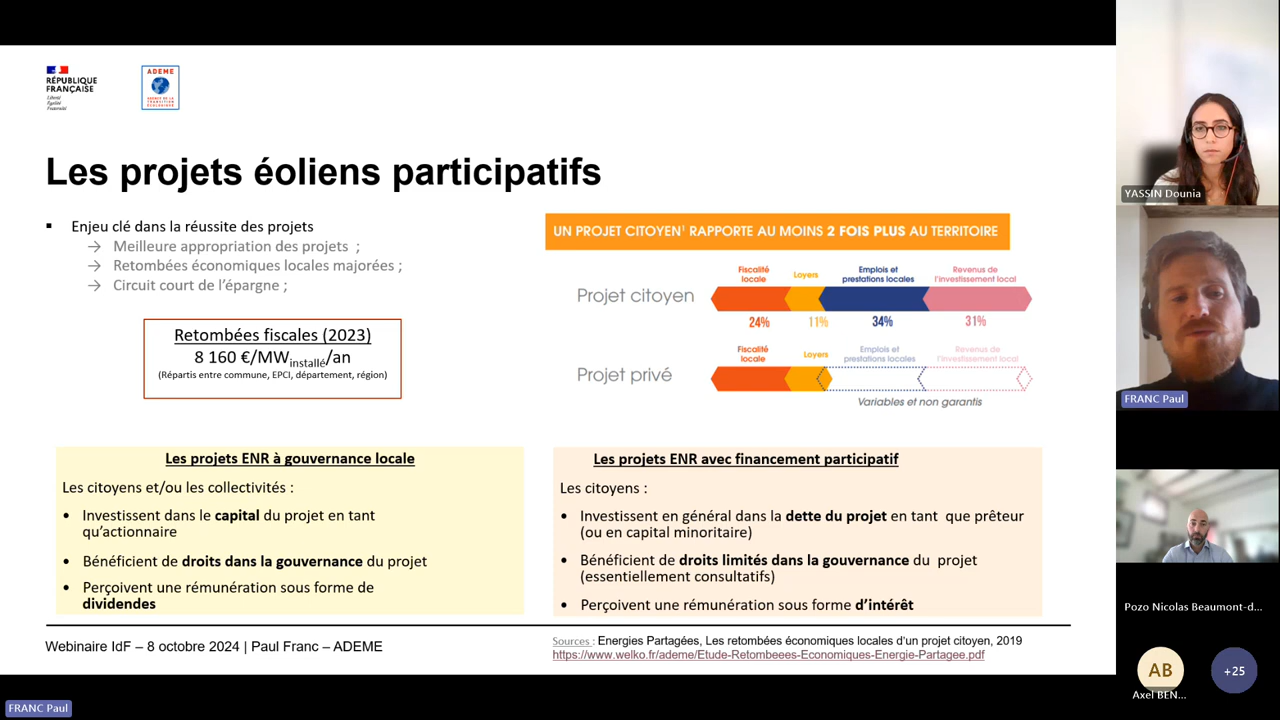 RÉPUBLIQUE
FRANÇAISE
Liberté
Égalité
Fraternité
ADEME
AGENCE DE LA
TRANSITION
ÉCOLOGIQUE
Les projets éoliens participatifs
▪ Enjeu clé dans la réussite des projets
→ Meilleure appropriation des projets ;
→ Retombées économiques locales majorées ;
→ Circuit court de l'épargne ;
Retombées fiscales (2023)
8 160 €/MWinstallé/an
(Répartis entre commune, EPCI, département, région)
UN PROJET CITOYEN¹ RAPPORTE AU MOINS 2 FOIS PLUS AU TERRITOIRE
Fiscalité
locale
Loyers
Emplois et
prestations locales
Revenus de
l'investissement local
Projet citoyen
24% 11% 34% 31%
Fiscalité
locale
Loyers
Emplois et
prestations locales
Revenus de
l'investissement local
Projet privé
Variables et non garantis
Les projets ENR à gouvernance locale
Les citoyens et/ou les collectivités :
• Investissent dans le capital du projet en tant
qu'actionnaire
• Bénéficient de droits dans la gouvernance du projet
• Perçoivent une rémunération sous forme de
dividendes
Les projets ENR avec financement participatif
Les citoyens :
• Investissent en général dans la dette du projet en tant que prêteur
(ou en capital minoritaire)
• Bénéficient de droits limités dans la gouvernance du projet
(essentiellement consultatifs)
• Perçoivent une rémunération sous forme d'intérêt
Webinaire IdF – 8 octobre 2024 | Paul Franc – ADEME
Sources : Energies Partagées, Les retombées économiques locales d'un projet citoyen, 2019
https://www.welko.fr/ademe/Etude-Retombeees-Economiques-Energie-Partagee.pdf
YASSIN Dounia
FRANC Paul
Pozo Nicolas Beaumont-d...
AB
Axel BEN...
+25
FRANC Paul